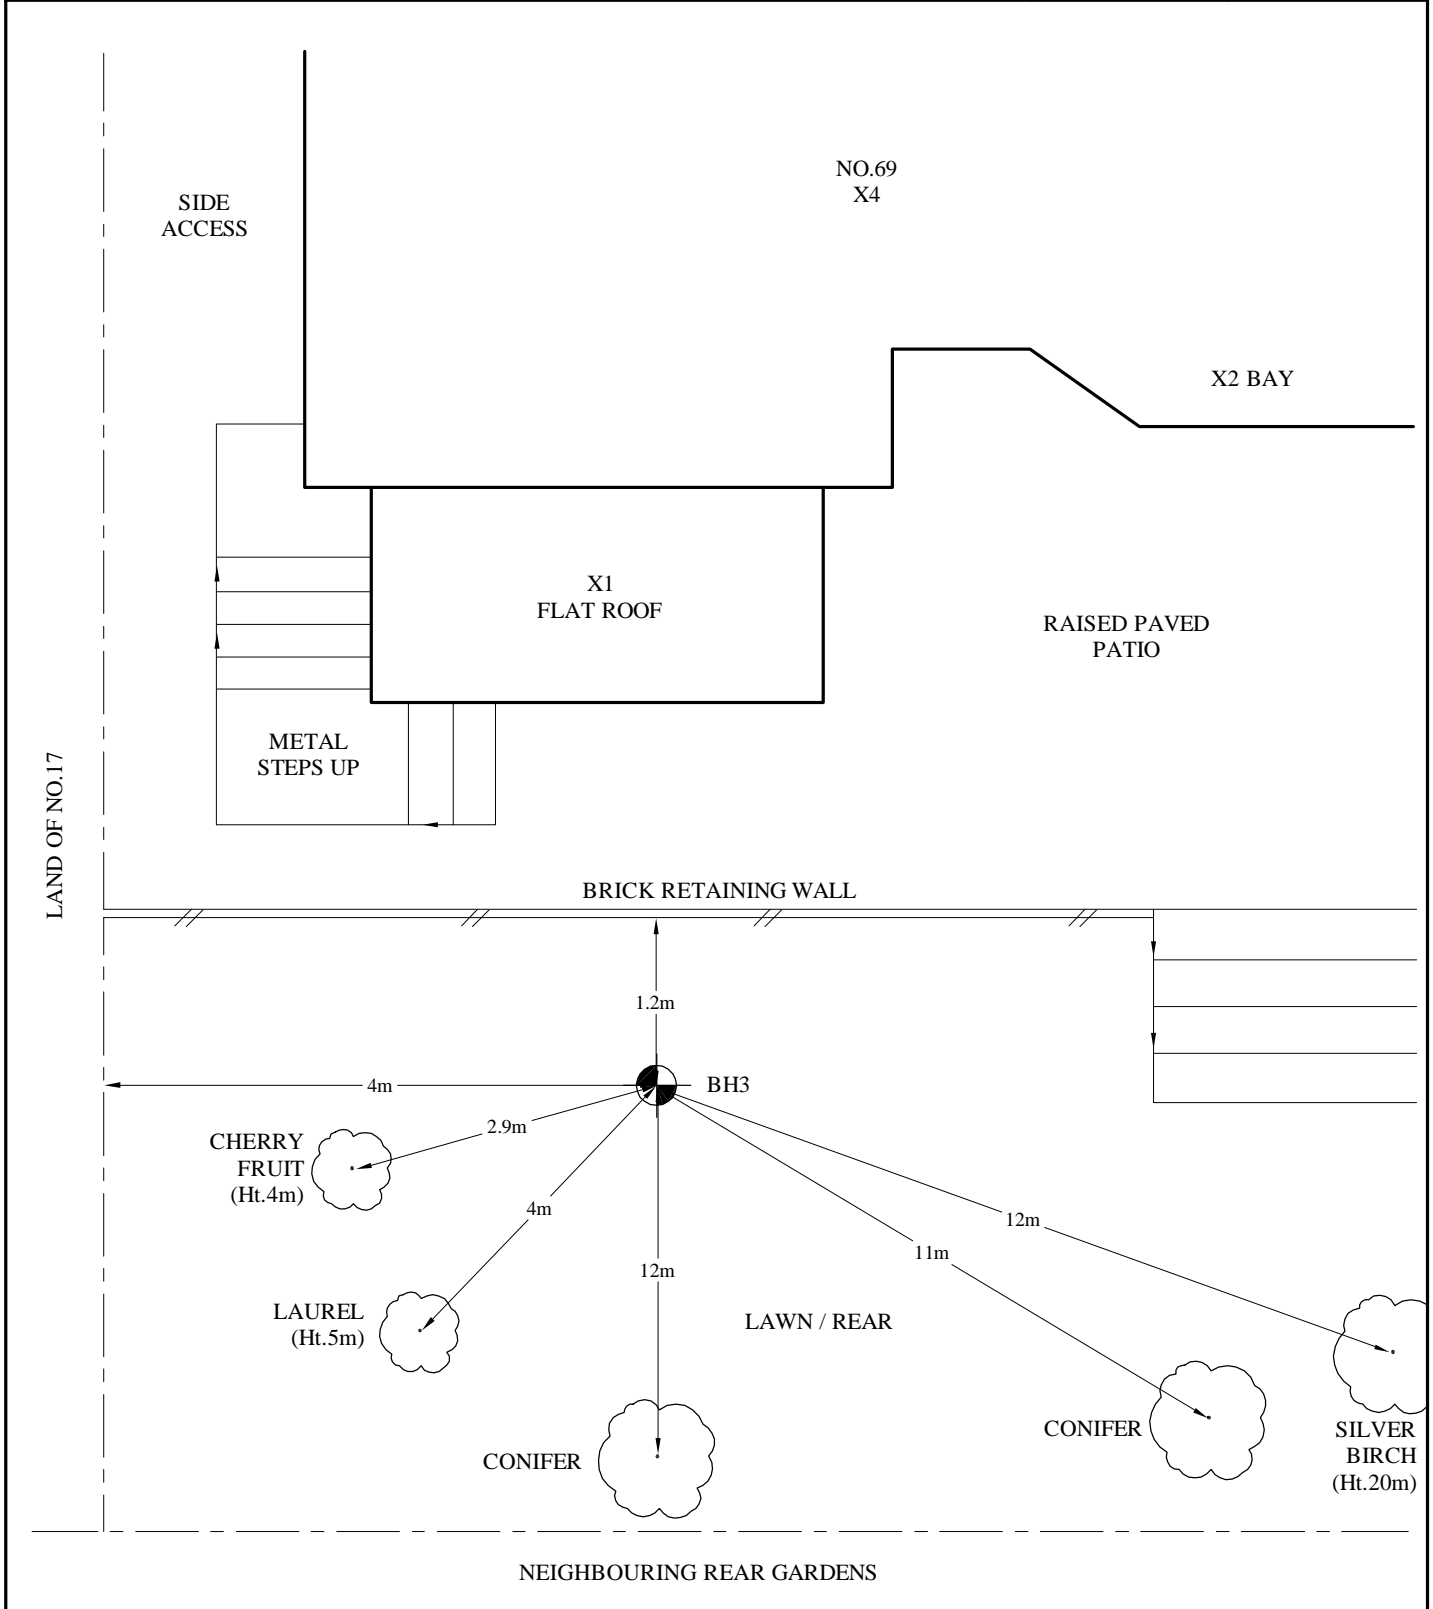 NO.69
X4
SIDE
ACCESS
X2 BAY
X1
FLAT ROOF
RAISED PAVED
PATIO
METAL
STEPS UP
LAND OF NO.17
BRICK RETAINING WALL
1.2m
4m
BH3
2.9m
CHERRY
FRUIT
(Ht.4m)
4m
12m
11m
12m
LAUREL
(Ht.5m)
LAWN / REAR
CONIFER
CONIFER
SILVER
BIRCH
(Ht.20m)
NEIGHBOURING REAR GARDENS